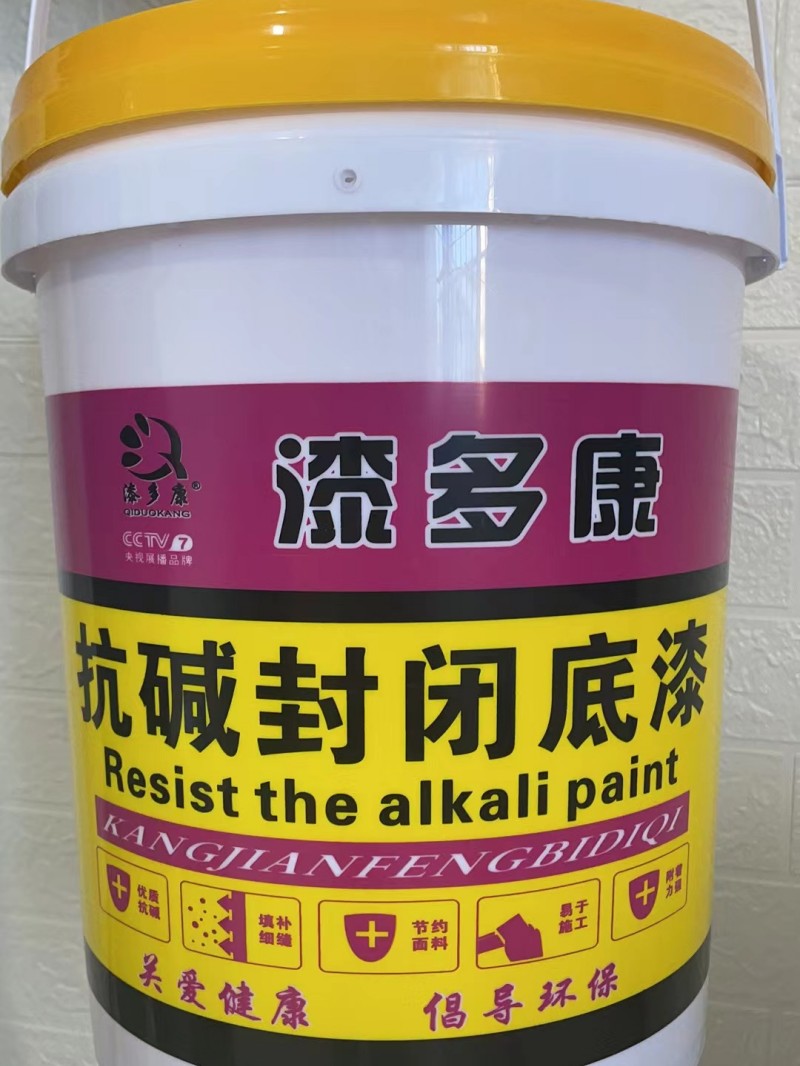 漆多康®
QIDUOKANG
CCTV 7
央视展播品牌
漆多康
抗碱封闭底漆
Resist the alkali paint
KANGJIANFENGBIDIQI
优质
抗碱
填补
细缝
节约
面料
易于
施工
附着
力强
关爱健康 倡导环保